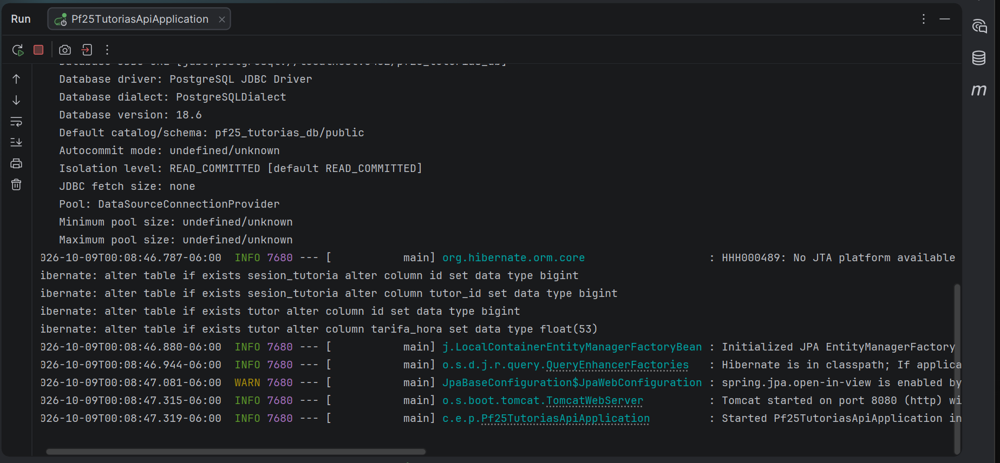 Run
Pf25TutoriasApiApplication
Database JDBC URL [jdbc:postgresql://localhost:5432/pf25_tutorias_db]
Database driver: PostgreSQL JDBC Driver
Database dialect: PostgreSQLDialect
Database version: 18.6
Default catalog/schema: pf25_tutorias_db/public
Autocommit mode: undefined/unknown
Isolation level: READ_COMMITTED [default READ_COMMITTED]
JDBC fetch size: none
Pool: DataSourceConnectionProvider
Minimum pool size: undefined/unknown
Maximum pool size: undefined/unknown
026-10-09T00:08:46.787-06:00  INFO 7680 --- [           main] org.hibernate.orm.core                   : HHH000489: No JTA platform available
ibernate: alter table if exists sesion_tutoria alter column id set data type bigint
ibernate: alter table if exists sesion_tutoria alter column tutor_id set data type bigint
ibernate: alter table if exists tutor alter column id set data type bigint
ibernate: alter table if exists tutor alter column tarifa_hora set data type float(53)
026-10-09T00:08:46.880-06:00  INFO 7680 --- [           main] j.LocalContainerEntityManagerFactoryBean : Initialized JPA EntityManagerFactory
026-10-09T00:08:46.944-06:00  INFO 7680 --- [           main] o.s.d.j.r.query.QueryEnhancerFactories   : Hibernate is in classpath; If applica
026-10-09T00:08:47.081-06:00  WARN 7680 --- [           main] JpaBaseConfiguration$JpaWebConfiguration : spring.jpa.open-in-view is enabled by
026-10-09T00:08:47.315-06:00  INFO 7680 --- [           main] o.s.boot.tomcat.TomcatWebServer          : Tomcat started on port 8080 (http) wi
026-10-09T00:08:47.319-06:00  INFO 7680 --- [           main] c.e.p.Pf25TutoriasApiApplication         : Started Pf25TutoriasApiApplication in